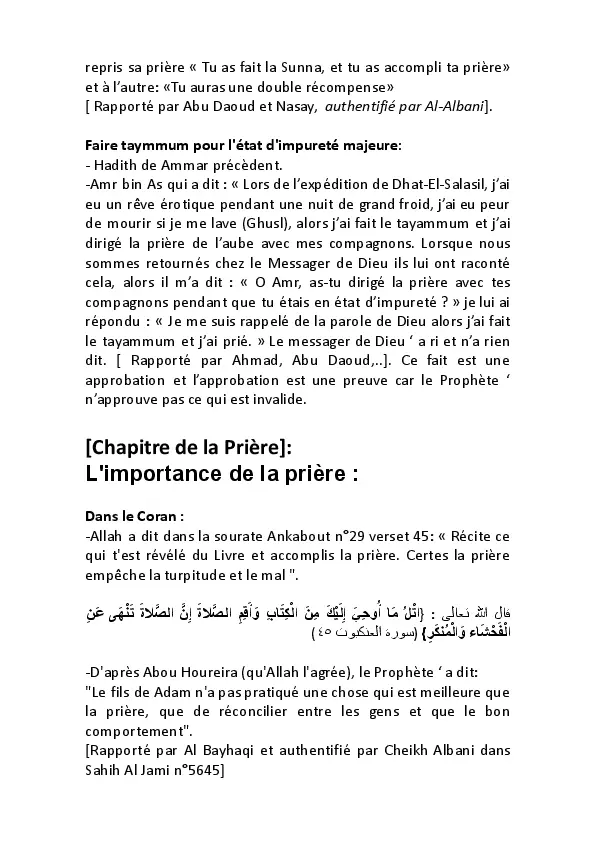 repris sa prière « Tu as fait la Sunna, et tu as accompli ta prière»
et à l’autre: «Tu auras une double récompense»
[ Rapporté par Abu Daoud et Nasay, authentifié par Al-Albani].
Faire taymmum pour l'état d'impureté majeure:
- Hadith de Ammar précèdent.
-Amr bin As qui a dit : « Lors de l’expédition de Dhat-El-Salasil, j’ai
eu un rêve érotique pendant une nuit de grand froid, j’ai eu peur
de mourir si je me lave (Ghusl), alors j’ai fait le tayammum et j’ai
dirigé la prière de l’aube avec mes compagnons. Lorsque nous
sommes retournés chez le Messager de Dieu ils lui ont raconté
cela, alors il m’a dit : « O Amr, as-tu dirigé la prière avec tes
compagnons pendant que tu étais en état d’impureté ? » je lui ai
répondu : « Je me suis rappelé de la parole de Dieu alors j’ai fait
le tayammum et j’ai prié. » Le messager de Dieu ‘ a ri et n’a rien
dit. [ Rapporté par Ahmad, Abu Daoud,..]. Ce fait est une
approbation et l’approbation est une preuve car le Prophète ‘
n’approuve pas ce qui est invalide.
[Chapitre de la Prière]:
L'importance de la prière :
Dans le Coran :
-Allah a dit dans la sourate Ankabout n°29 verset 45: « Récite ce
qui t'est révélé du Livre et accomplis la prière. Certes la prière
empêche la turpitude et le mal ".
قال الله تعالى : {اتْلُ مَا أُوحِيَ إِلَيْكَ مِنَ الْكِتَابِ وَأَقِمِ الصَّلاةَ إِنَّ الصَّلاةَ تَنْهَى عَنِ
الْفَحْشَاء وَالْمُنكَرِ} (سورة العنكبوت ٤٥ )
-D'après Abou Houreira (qu'Allah l'agrée), le Prophète ‘ a dit:
"Le fils de Adam n'a pas pratiqué une chose qui est meilleure que
la prière, que de réconcilier entre les gens et que le bon
comportement".
[Rapporté par Al Bayhaqi et authentifié par Cheikh Albani dans
Sahih Al Jami n°5645]